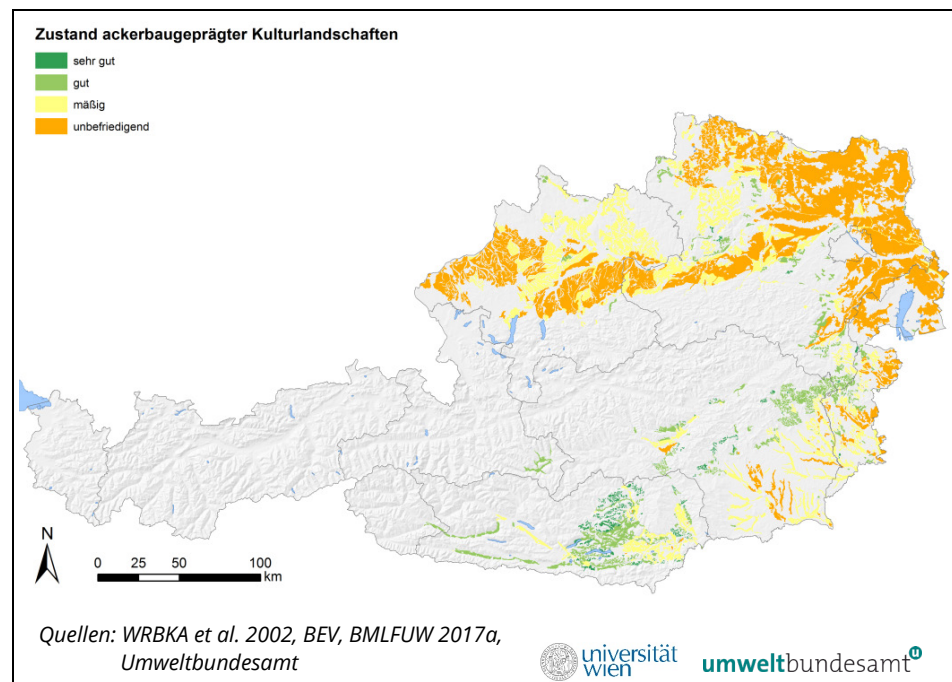 Zustand ackerbaugeprägter Kulturlandschaften
sehr gut
gut
mäßig
unbefriedigend
N
0 25 50 100
km
Quellen: WRBKA et al. 2002, BEV, BMLFUW 2017a,
Umweltbundesamt
universität
wien
umweltbundesamt
u